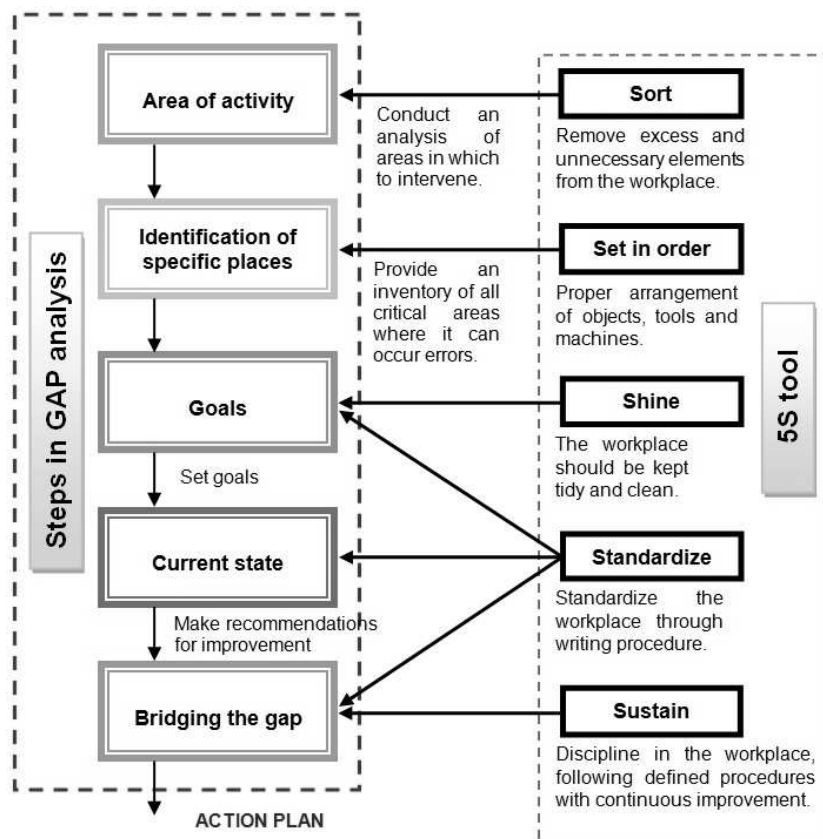 Steps in GAP analysis
Area of activity
Conduct an
analysis of
areas in which
to intervene.
Sort
Remove excess and
unnecessary elements
from the workplace.
Identification of
specific places
Provide an
inventory of all
critical areas
where it can
occur errors.
Set in order
Proper arrangement
of objects, tools and
machines.
Goals
Set goals
Shine
The workplace
should be kept
tidy and clean.
Current state
Make recommendations
for improvement
Standardize
Standardize the
workplace through
writing procedure.
Bridging the gap
Sustain
Discipline in the workplace,
following defined procedures
with continuous improvement.
ACTION PLAN
5S tool